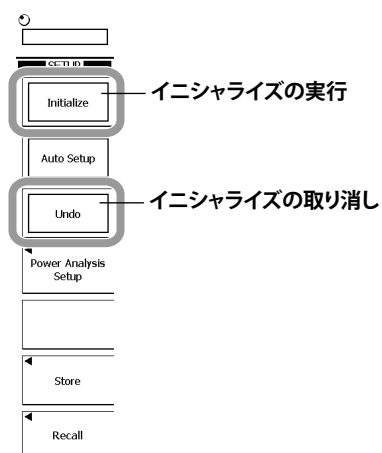 SETUP
Initialize
イニシャライズの実行
Auto Setup
Undo
イニシャライズの取り消し
Power Analysis
Setup
Store
Recall